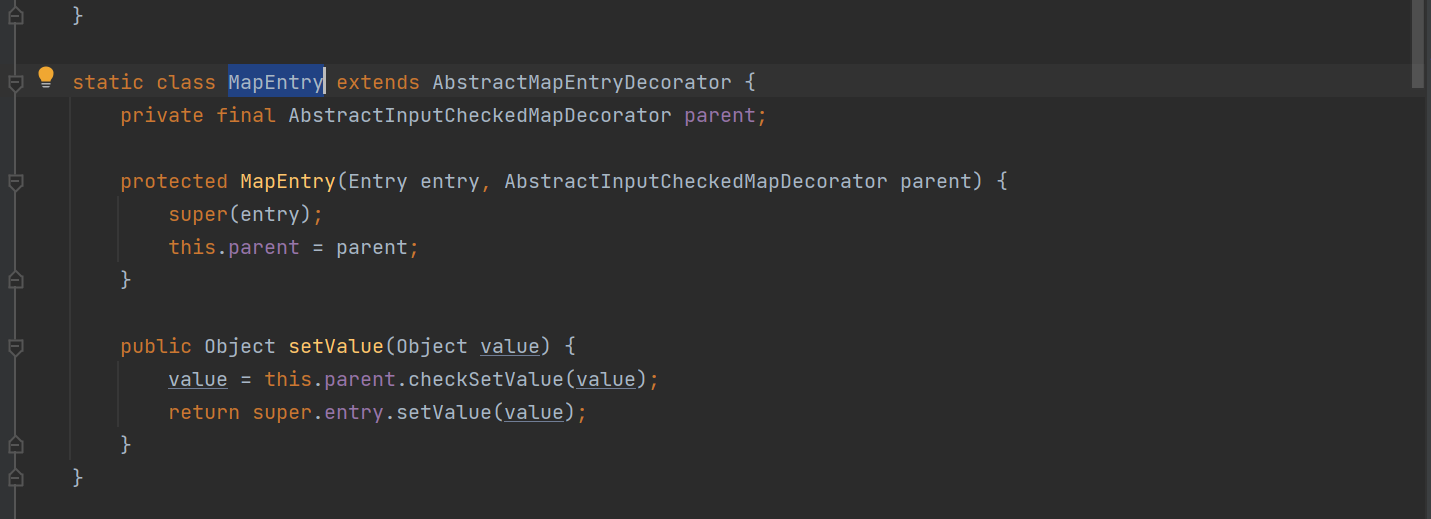 }
static class MapEntry extends AbstractMapEntryDecorator {
private final AbstractInputCheckedMapDecorator parent;
protected MapEntry(Entry entry, AbstractInputCheckedMapDecorator parent) {
super(entry);
this.parent = parent;
}
public Object setValue(Object value) {
value = this.parent.checkSetValue(value);
return super.entry.setValue(value);
}
}